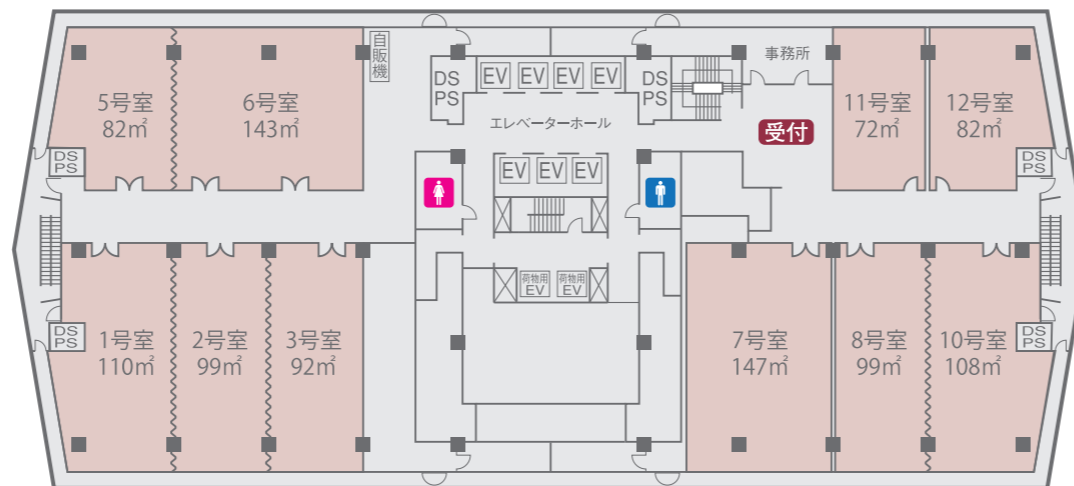 自販機
DS
PS
EV
EV
EV
EV
DS
PS
事務所
5号室
82㎡
6号室
143㎡
エレベーターホール
受付
11号室
72㎡
12号室
82㎡
DS
PS
EV
EV
EV
DS
PS
荷物用
EV
荷物用
EV
DS
PS
1号室
110㎡
2号室
99㎡
3号室
92㎡
7号室
147㎡
8号室
99㎡
10号室
108㎡
DS
PS